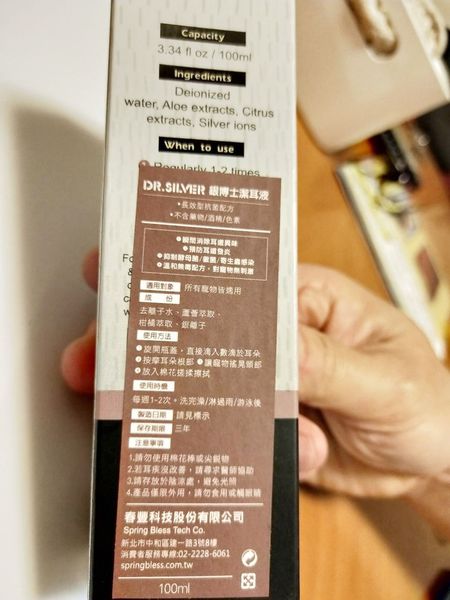 Capacity
3.34 fl oz / 100ml
Ingredients
Deionized
water, Aloe extracts, Citrus
extracts, Silver ions
When to use
Regularly 1-2 times
DR.SILVER 銀博士潔耳液
•長效型抗菌配方
•不含藥物/酒精/色素
❶瞬間消除耳道異味
❷預防耳道發炎
❸抑制酵母菌/黴菌/寄生蟲感染
❹溫和無毒配方，對寵物無刺激
適用對象 所有寵物皆適用
成 份
去離子水、蘆薈萃取、
柑橘萃取、銀離子
使用方法
❶旋開瓶蓋，直接滴入數滴於耳朵
❷按摩耳朵根部 ❸讓寵物搖晃頭部
❹放入棉花搓揉擦拭
使用時機
每週1-2次。洗完澡/淋過雨/游泳後
製造日期 請見標示
保存期限 三年
注意事項
1.請勿使用棉花棒或尖銳物
2.若耳疾沒改善，請尋求醫師協助
3.請存放於陰涼處，避免光照
4.產品僅限外用，請勿食用或觸眼睛
春豐科技股份有限公司
Spring Bless Tech Co.
新北市中和區建一路3號8樓
消費者服務專線:02-2228-6061
springbless.com.tw
100ml